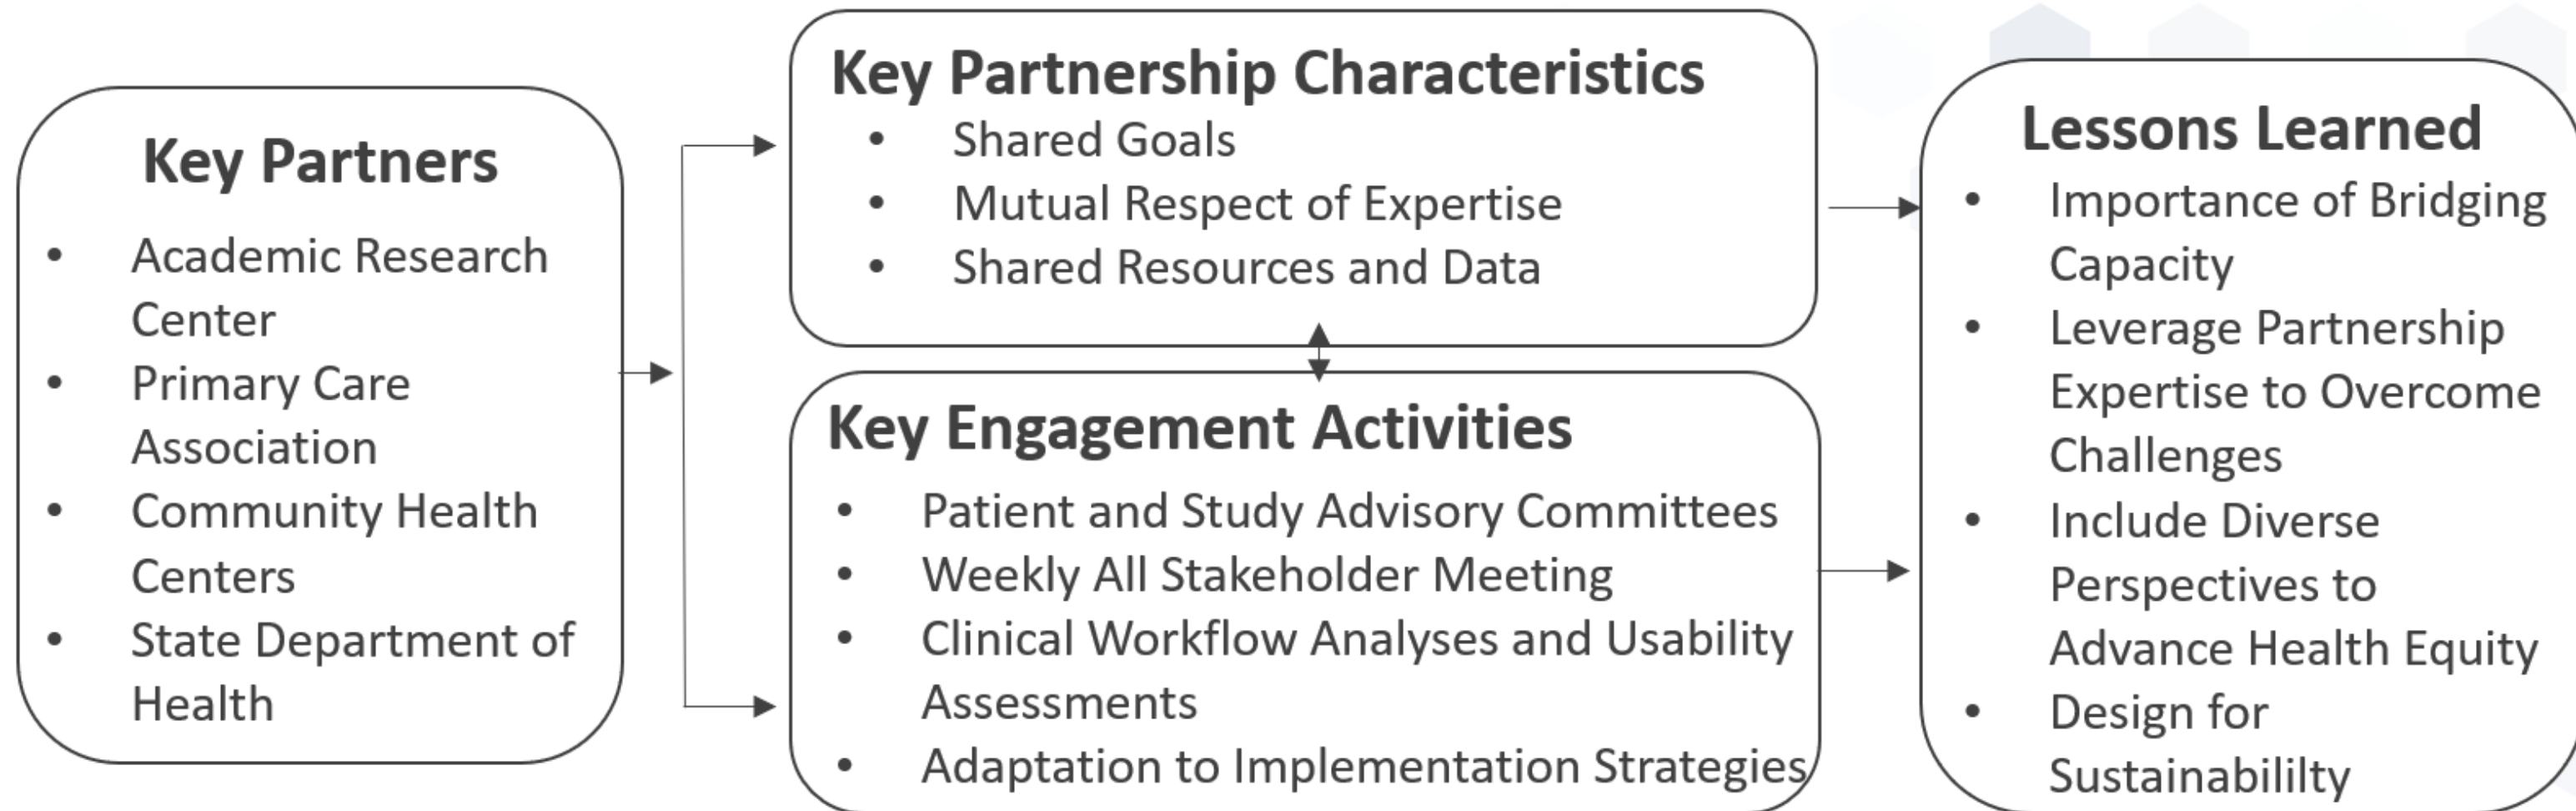 Key Partners
• Academic Research
Center
• Primary Care
Association
• Community Health
Centers
• State Department of
Health
Key Partnership Characteristics
• Shared Goals
• Mutual Respect of Expertise
• Shared Resources and Data
Key Engagement Activities
• Patient and Study Advisory Committees
• Weekly All Stakeholder Meeting
• Clinical Workflow Analyses and Usability
Assessments
• Adaptation to Implementation Strategies
Lessons Learned
• Importance of Bridging
Capacity
• Leverage Partnership
Expertise to Overcome
Challenges
• Include Diverse
Perspectives to
Advance Health Equity
• Design for
Sustainabililty